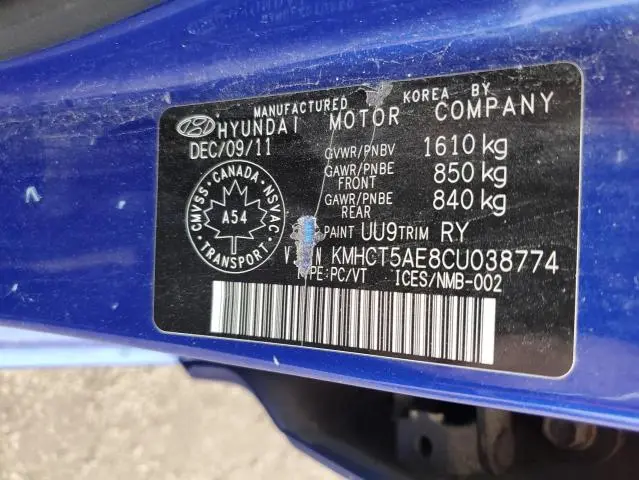 MANUFACTURED KOREA BY
HYUNDAI MOTOR COMPANY
DEC/09/11
GVWR/PNBV 1610 kg
GAWR/PNBE FRONT 850 kg
GAWR/PNBE REAR 840 kg
CMVSS · CANADA · NSVAC
A54
TRANSPORT
PAINT UU9 TRIM RY
KMHCT5AE8CU038774
TYPE:PC/VT ICES/NMB-002